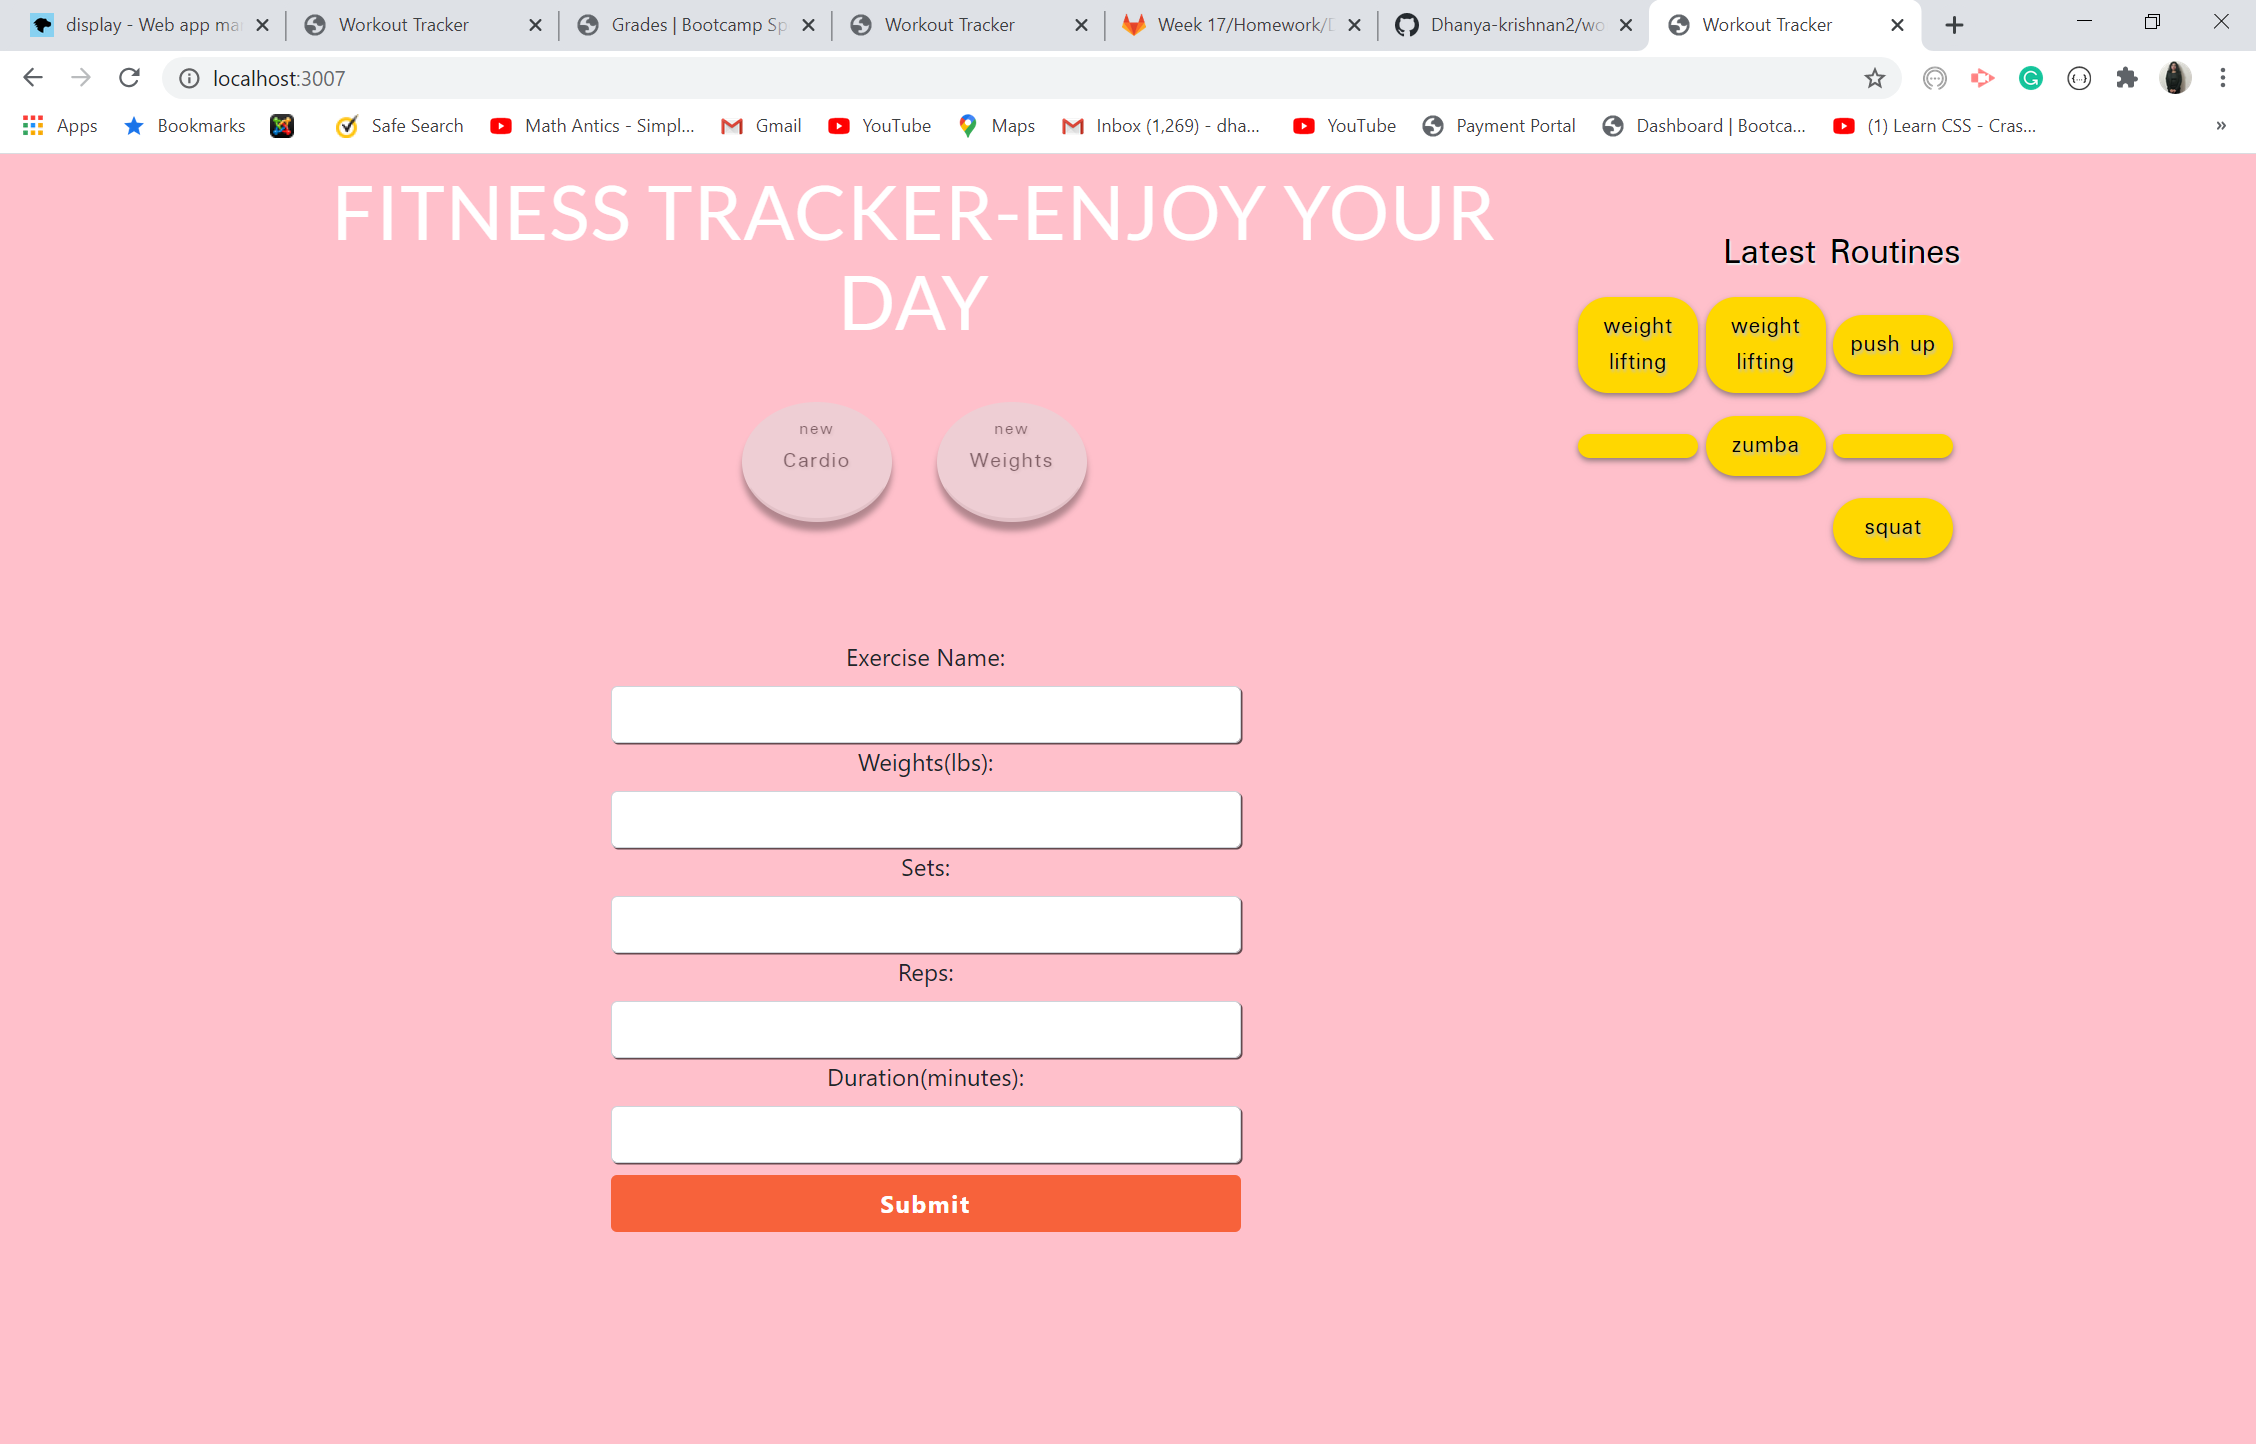 display - Web app ma
Workout Tracker
Grades | Bootcamp Sp
Workout Tracker
Week 17/Homework/D
Dhanya-krishnan2/wo
Workout Tracker
localhost:3007
Apps
Bookmarks
Safe Search
Math Antics - Simpl...
Gmail
YouTube
Maps
Inbox (1,269) - dha...
YouTube
Payment Portal
Dashboard | Bootca...
(1) Learn CSS - Cras...
»
FITNESS TRACKER-ENJOY YOUR
DAY
new
Cardio
new
Weights
Latest Routines
weight
lifting
weight
lifting
push up
zumba
squat
Exercise Name:
Weights(lbs):
Sets:
Reps:
Duration(minutes):
Submit